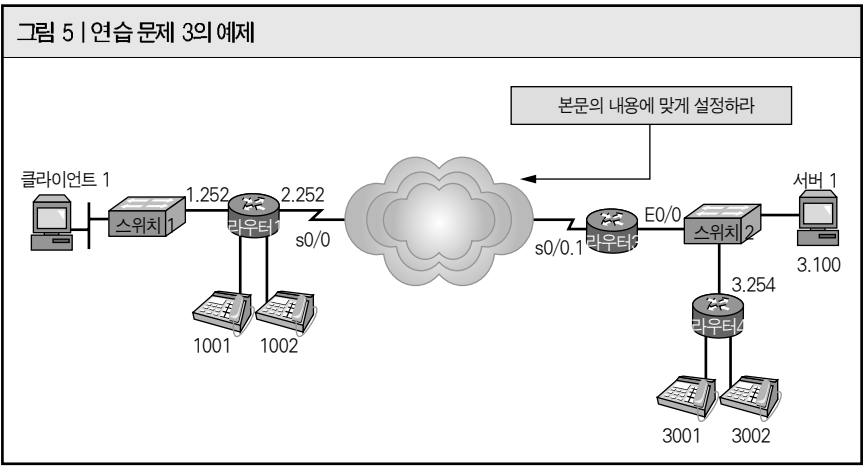 그림 5 | 연습 문제 3의 예제
본문의 내용에 맞게 설정하라
클라이언트 1
스위치 1
1.252
라우터1
2.252
s0/0
1001
1002
s0/0.1
라우터3
E0/0
스위치 2
서버 1
3.100
3.254
라우터4
3001
3002